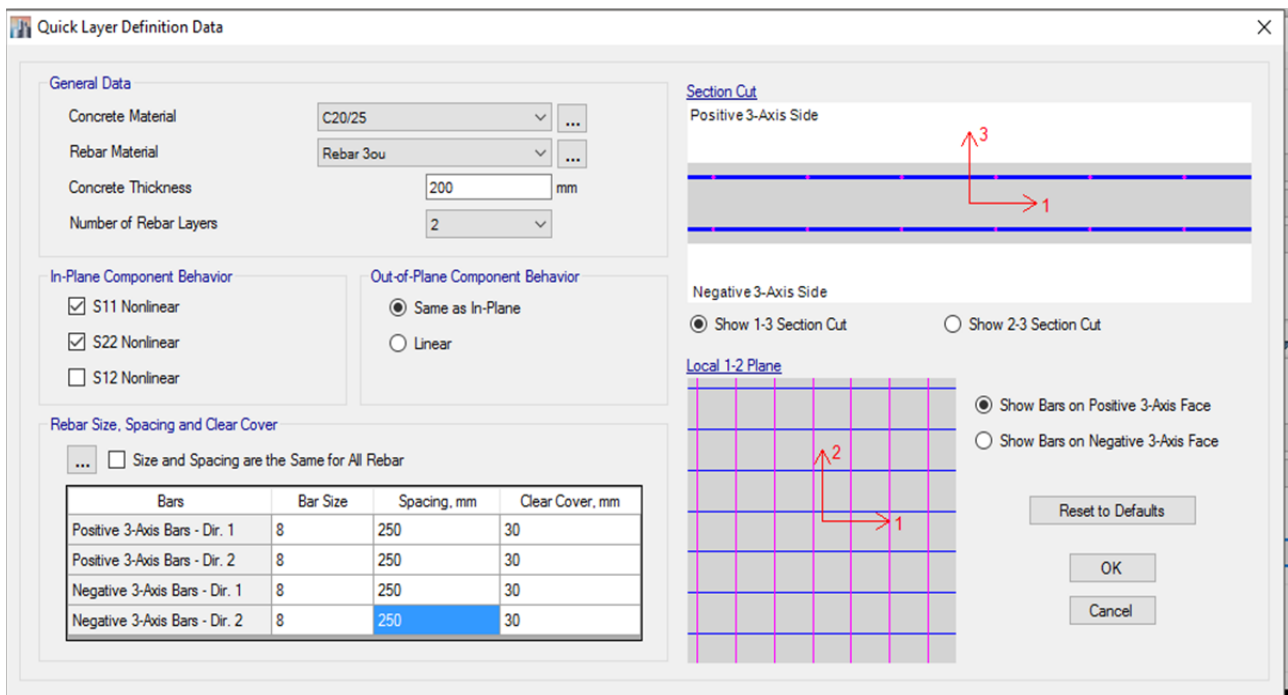 Quick Layer Definition Data
General Data
Concrete Material C20/25 ...
Rebar Material Rebar 3ou ...
Concrete Thickness 200 mm
Number of Rebar Layers 2
In-Plane Component Behavior
S11 Nonlinear
S22 Nonlinear
S12 Nonlinear
Out-of-Plane Component Behavior
Same as In-Plane
Linear
Rebar Size, Spacing and Clear Cover
... Size and Spacing are the Same for All Rebar
Bars Bar Size Spacing, mm Clear Cover, mm
Positive 3-Axis Bars - Dir. 1 8 250 30
Positive 3-Axis Bars - Dir. 2 8 250 30
Negative 3-Axis Bars - Dir. 1 8 250 30
Negative 3-Axis Bars - Dir. 2 8 250 30
Section Cut
Positive 3-Axis Side
3
1
Negative 3-Axis Side
Show 1-3 Section Cut Show 2-3 Section Cut
Local 1-2 Plane
2
1
Show Bars on Positive 3-Axis Face
Show Bars on Negative 3-Axis Face
Reset to Defaults
OK
Cancel